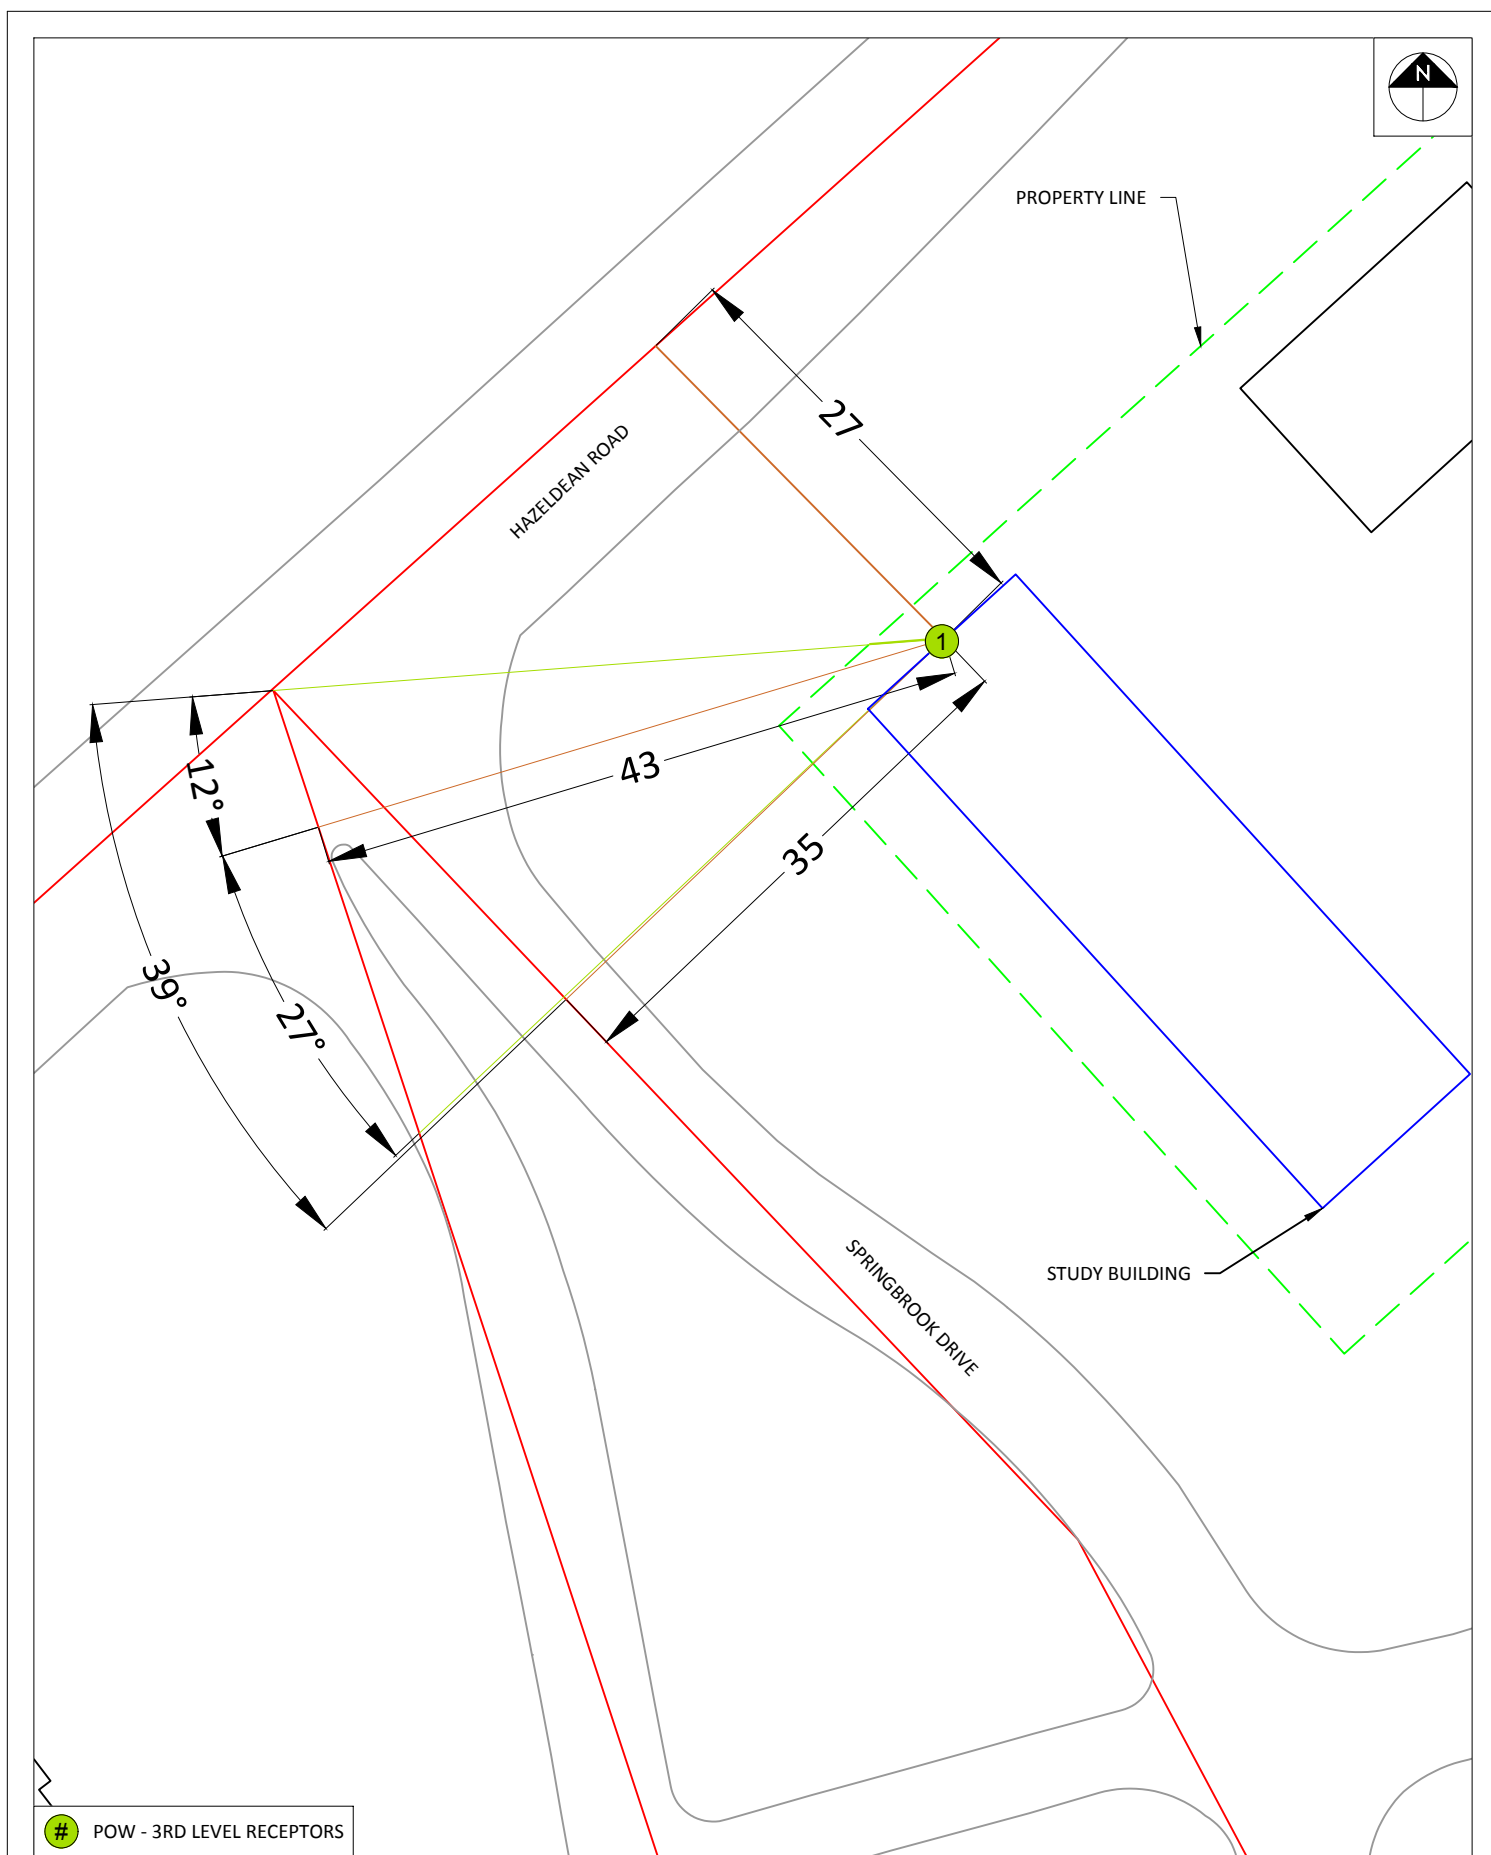 N
PROPERTY LINE
27
HAZELDEAN ROAD
1
12°
43
35
39°
27°
SPRINGBROOK DRIVE
STUDY BUILDING
# POW - 3RD LEVEL RECEPTORS